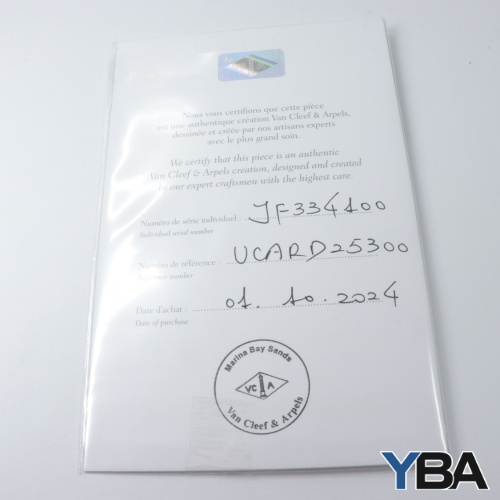 Nous vous certifions que cette pièce
est une authentique création Van Cleef & Arpels,
dessinée et créée par nos artisans experts
avec le plus grand soin.
We certify that this piece is an authentic
Van Cleef & Arpels creation, designed and created
by our expert craftsmen with the highest care.
Numéro de série individuel : JF334100
Individual serial number
Numéro de référence : VCARD25300
Reference number
Date d'achat : 01.10.2024
Date of purchase
Marina Bay Sands
VC A
Van Cleef & Arpels
YBA